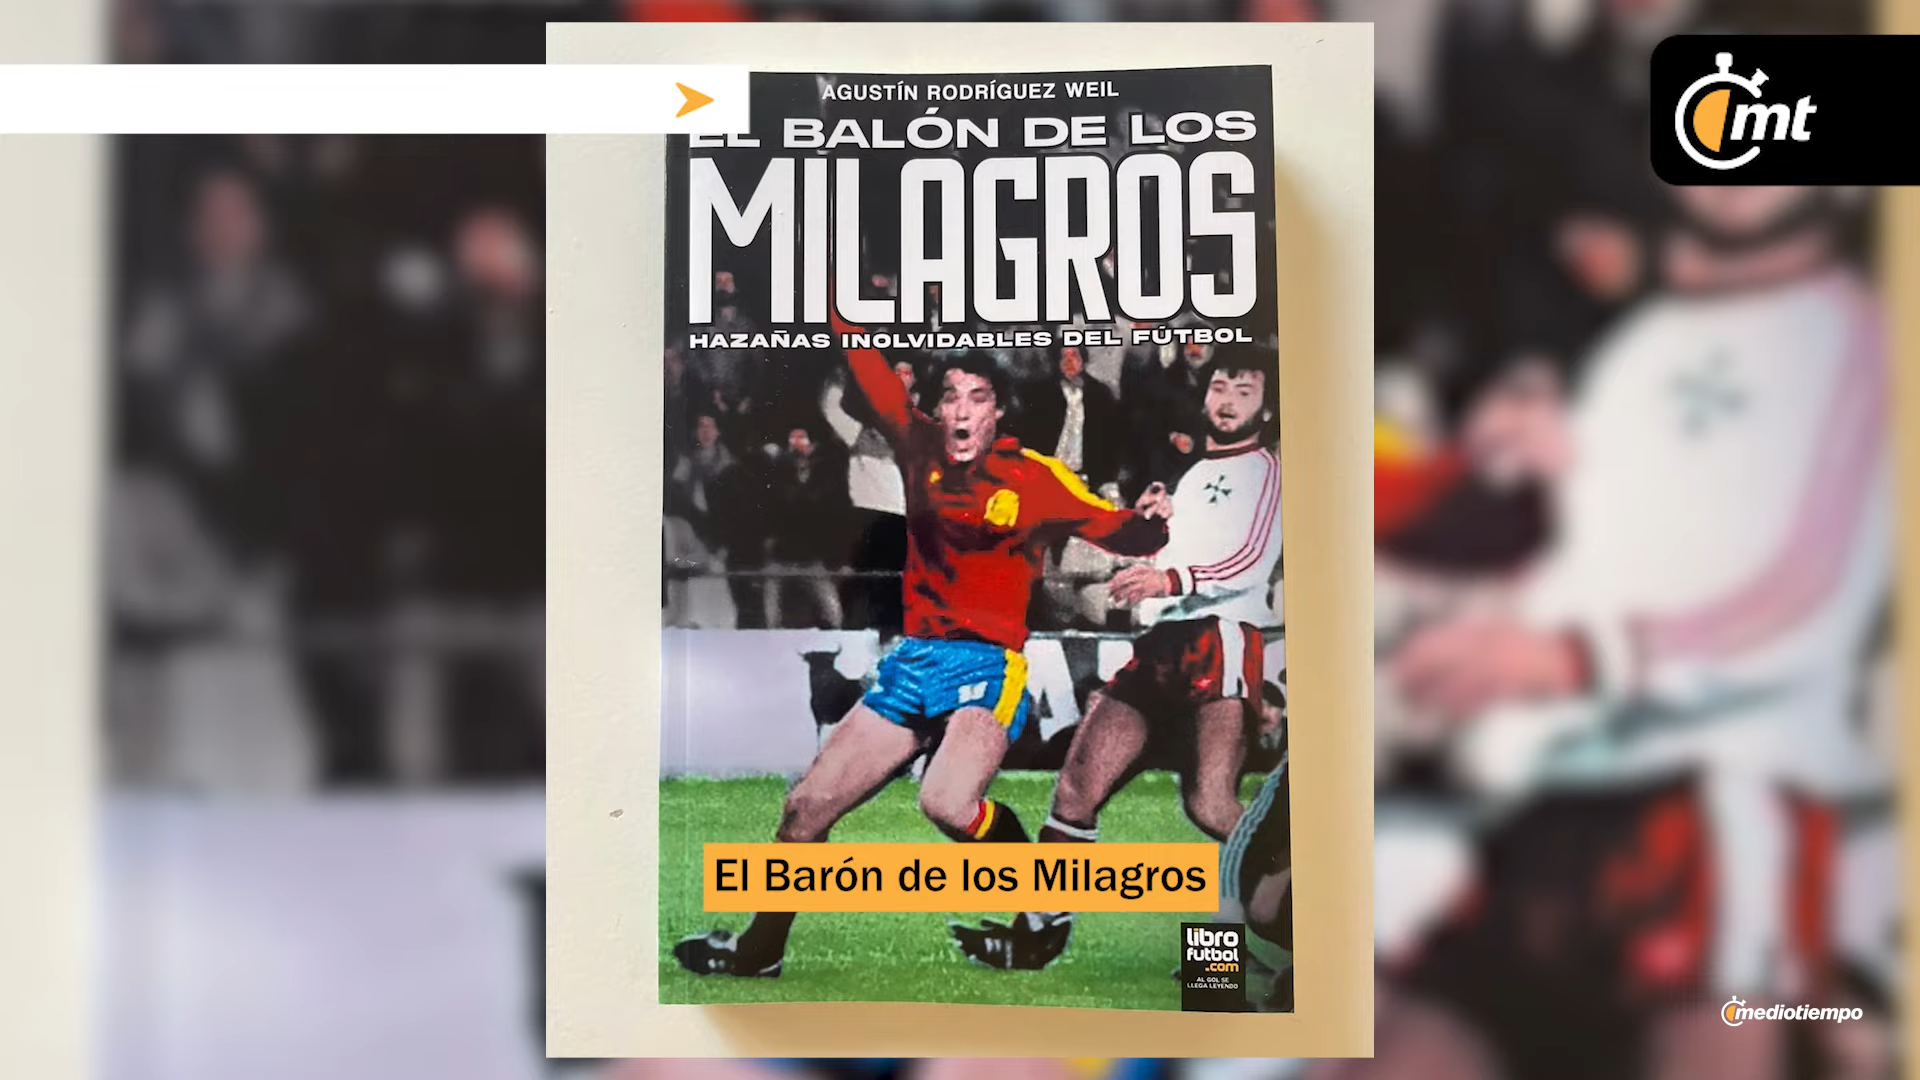 AGUSTÍN RODRÍGUEZ WEIL
EL BALÓN DE LOS
MILAGROS
HAZAÑAS INOLVIDABLES DEL FÚTBOL
El Barón de los Milagros
libro
futbol
.com
AL GOL SE
LLEGA LEYENDO
mt
mediotiempo